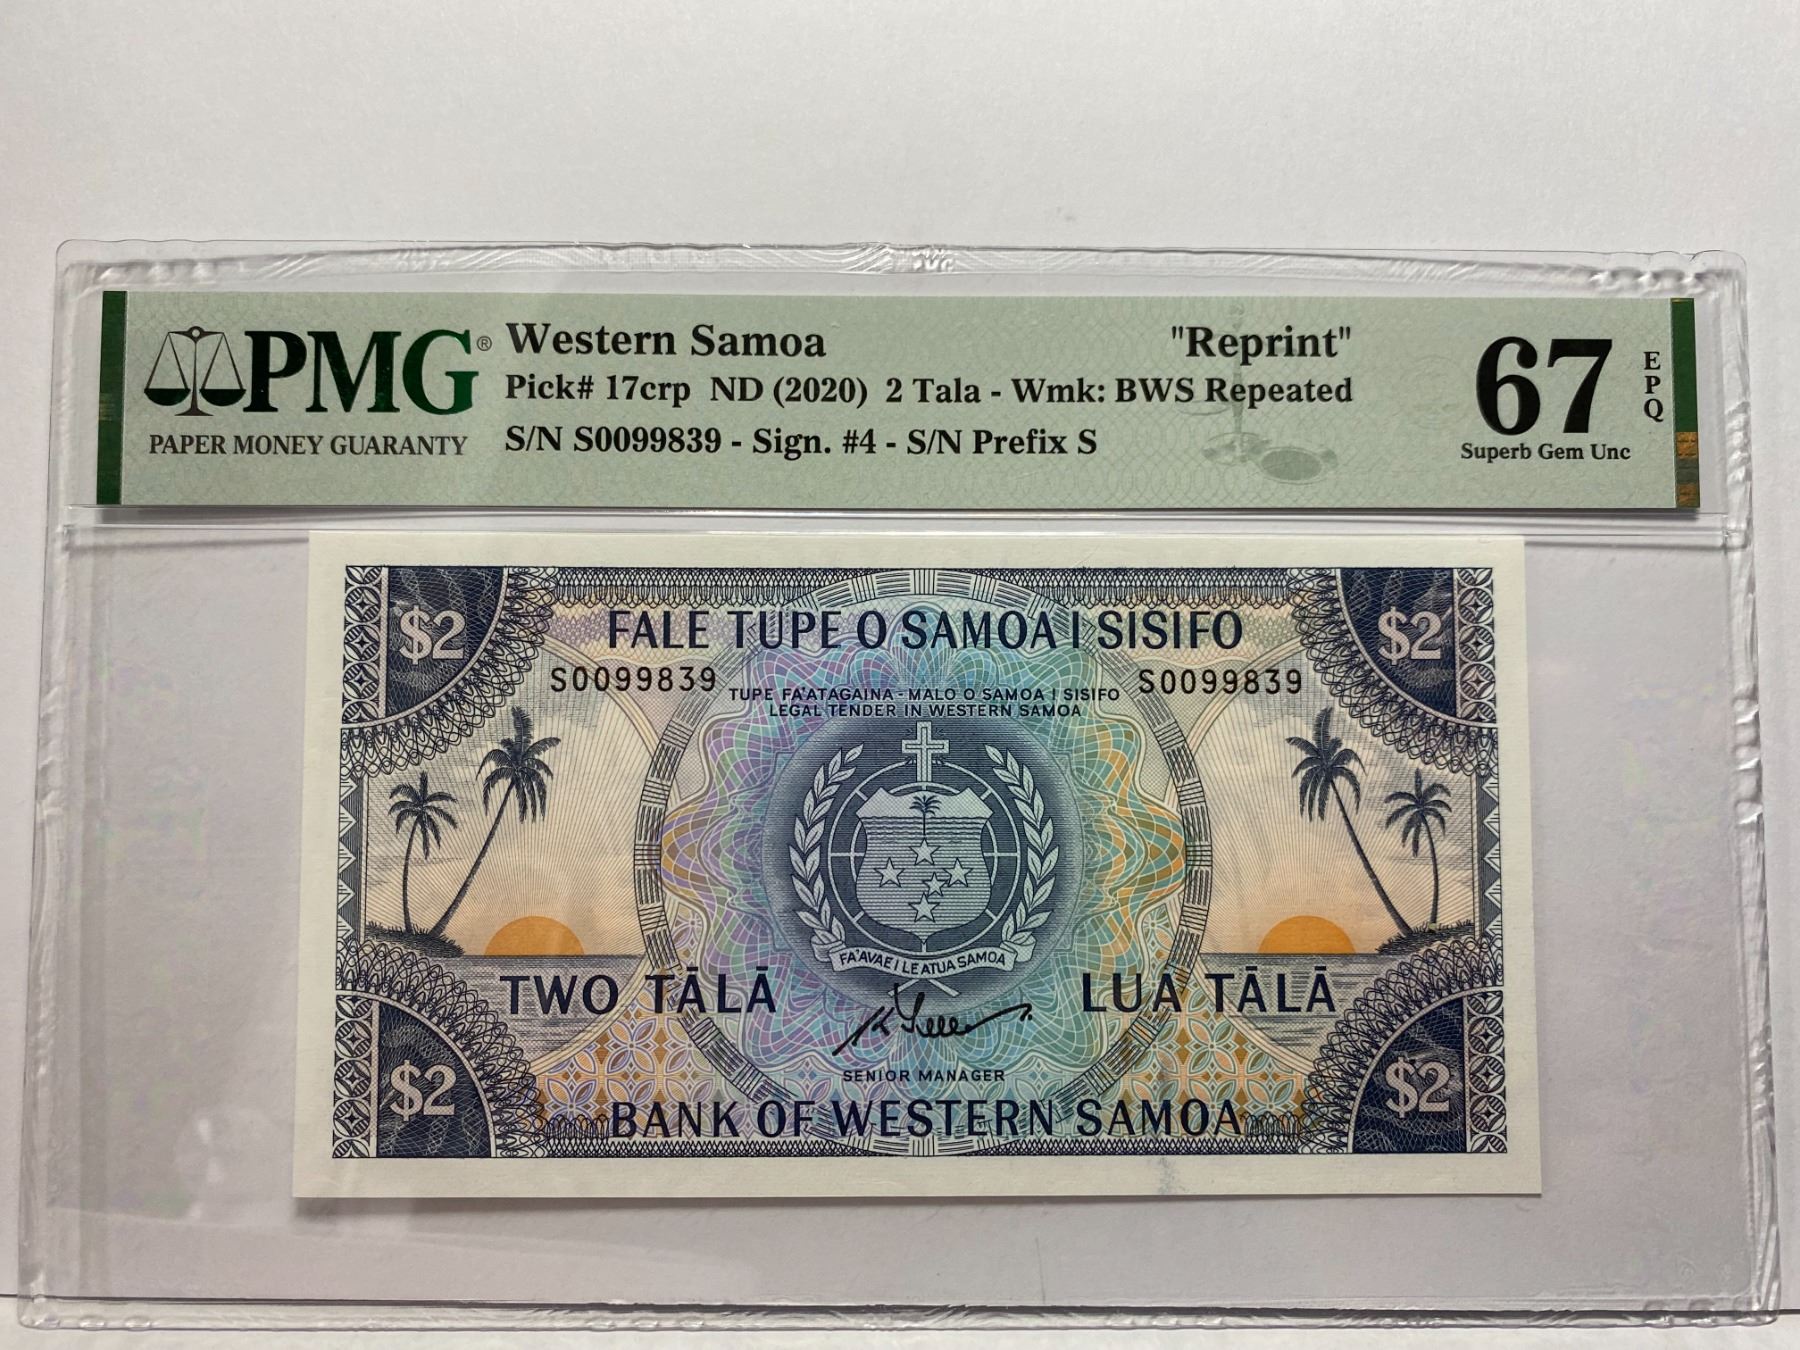 PMG®
PAPER MONEY GUARANTY
Western Samoa "Reprint"
Pick# 17crp ND (2020) 2 Tala - Wmk: BWS Repeated
S/N S0099839 - Sign. #4 - S/N Prefix S
67
EPQ
Superb Gem Unc
$2 $2
FALE TUPE O SAMOA I SISIFO
S0099839 S0099839
TUPE FA'ATAGAINA - MALO O SAMOA I SISIFO
LEGAL TENDER IN WESTERN SAMOA
FA'AVAE I LE ATUA SAMOA
TWO TĀLĀ LUA TĀLĀ
SENIOR MANAGER
$2 $2
BANK OF WESTERN SAMOA